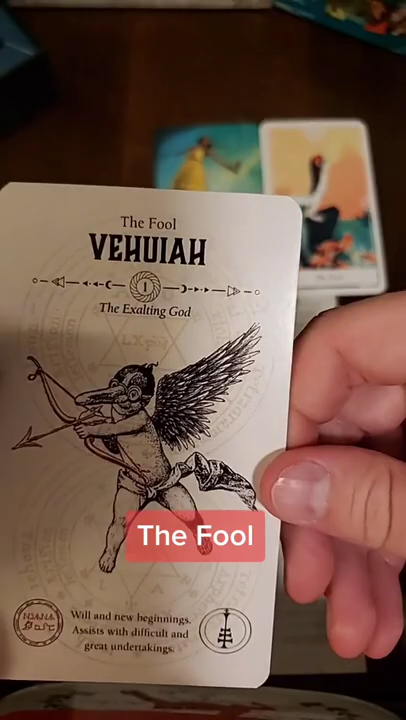 The Fool
VEHUIAH
1
The Exalting God
The Fool
Will and new beginnings.
Assists with difficult and
great undertakings.